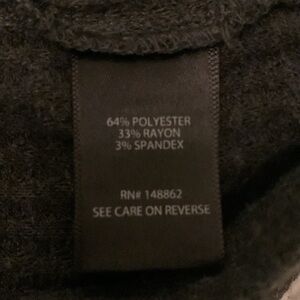 64% POLYESTER
33% RAYON
3% SPANDEX
RN# 148862
SEE CARE ON REVERSE